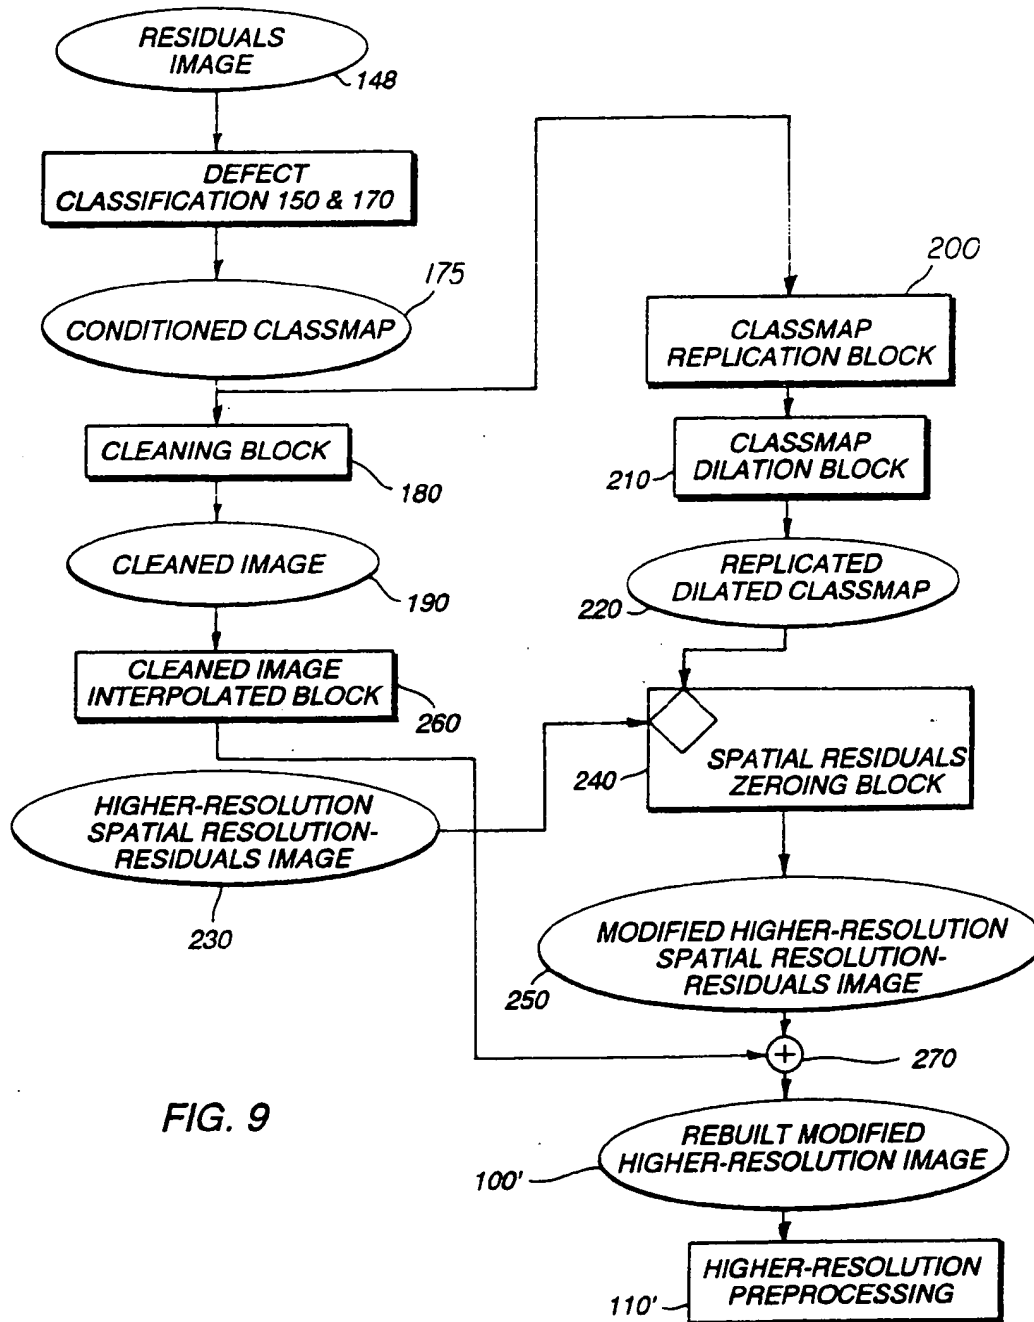 RESIDUALS
IMAGE
148
DEFECT
CLASSIFICATION 150 & 170
175
CONDITIONED CLASSMAP
200
CLASSMAP
REPLICATION BLOCK
CLEANING BLOCK
180
CLASSMAP
DILATION BLOCK
210
CLEANED IMAGE
190
REPLICATED
DILATED CLASSMAP
220
CLEANED IMAGE
INTERPOLATED BLOCK
260
SPATIAL RESIDUALS
ZEROING BLOCK
240
HIGHER-RESOLUTION
SPATIAL RESOLUTION-
RESIDUALS IMAGE
230
MODIFIED HIGHER-RESOLUTION
SPATIAL RESOLUTION-
RESIDUALS IMAGE
250
+
270
FIG. 9
REBUILT MODIFIED
HIGHER-RESOLUTION IMAGE
100'
HIGHER-RESOLUTION
PREPROCESSING
110'